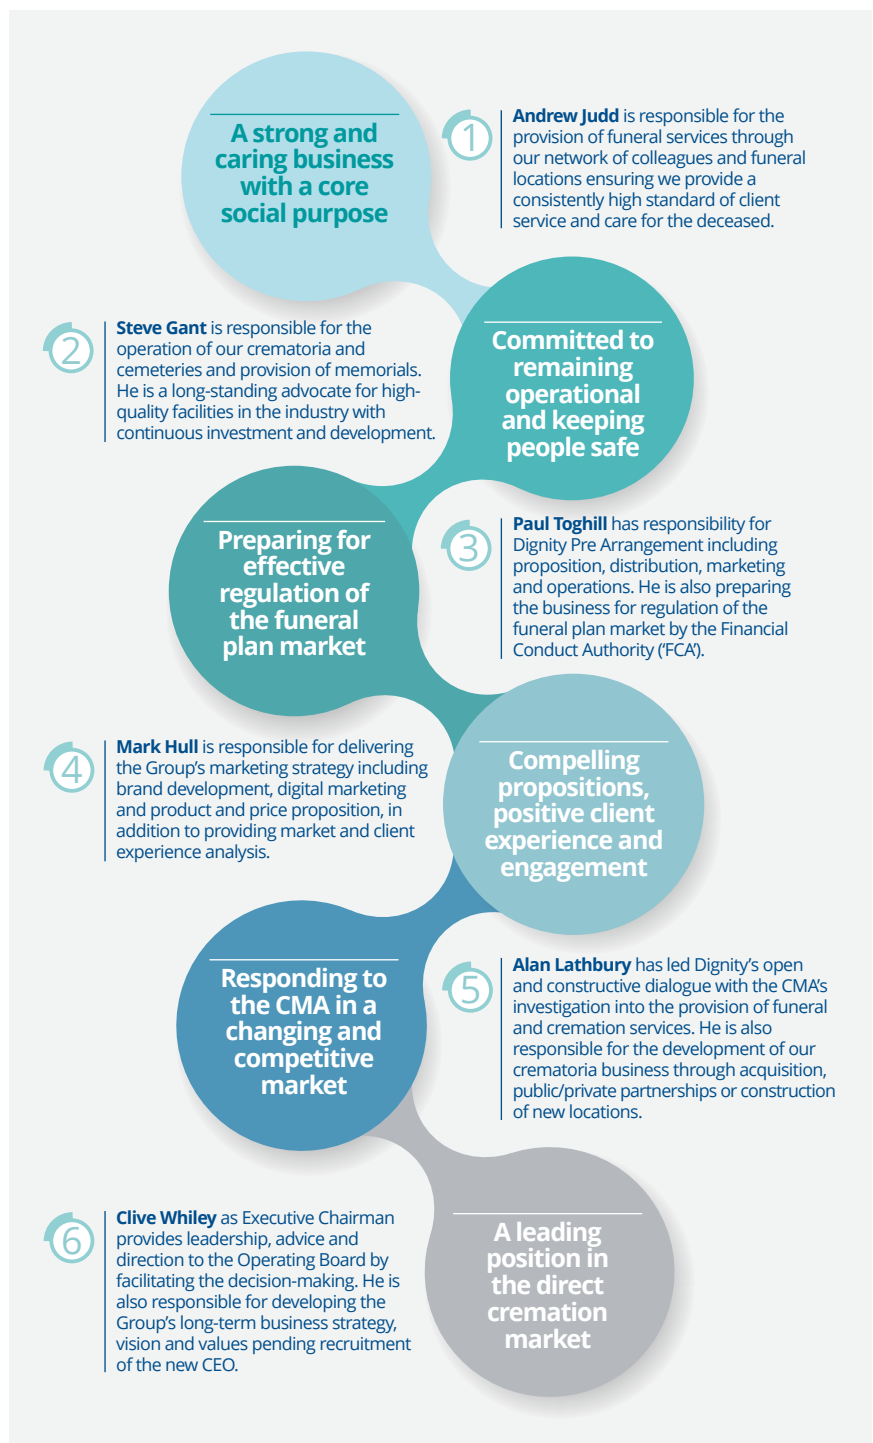 A strong and
caring business
with a core
social purpose
1
Andrew Judd is responsible for the
provision of funeral services through
our network of colleagues and funeral
locations ensuring we provide a
consistently high standard of client
service and care for the deceased.
2
Steve Gant is responsible for the
operation of our crematoria and
cemeteries and provision of memorials.
He is a long-standing advocate for high-
quality facilities in the industry with
continuous investment and development.
Committed to
remaining
operational
and keeping
people safe
Preparing for
effective
regulation of
the funeral
plan market
3
Paul Toghill has responsibility for
Dignity Pre Arrangement including
proposition, distribution, marketing
and operations. He is also preparing
the business for regulation of the
funeral plan market by the Financial
Conduct Authority (‘FCA’).
4
Mark Hull is responsible for delivering
the Group’s marketing strategy including
brand development, digital marketing
and product and price proposition, in
addition to providing market and client
experience analysis.
Compelling
propositions,
positive client
experience and
engagement
Responding to
the CMA in a
changing and
competitive
market
5
Alan Lathbury has led Dignity’s open
and constructive dialogue with the CMA’s
investigation into the provision of funeral
and cremation services. He is also
responsible for the development of our
crematoria business through acquisition,
public/private partnerships or construction
of new locations.
6
Clive Whiley as Executive Chairman
provides leadership, advice and
direction to the Operating Board by
facilitating the decision-making. He is
also responsible for developing the
Group’s long-term business strategy,
vision and values pending recruitment
of the new CEO.
A leading
position in
the direct
cremation
market